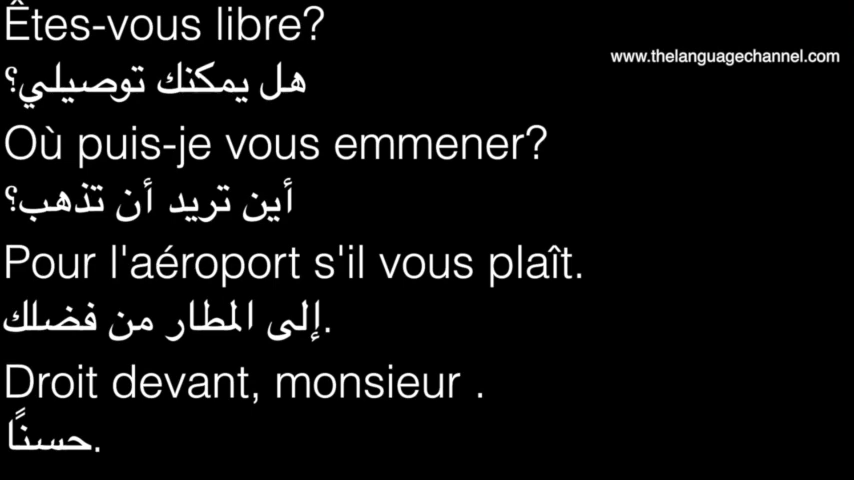 Êtes-vous libre?
www.thelanguagechannel.com
هل يمكنك توصيلي؟
Où puis-je vous emmener?
أين تريد أن تذهب؟
Pour l'aéroport s'il vous plaît.
إلى المطار من فضلك.
Droit devant, monsieur .
حسنًا.